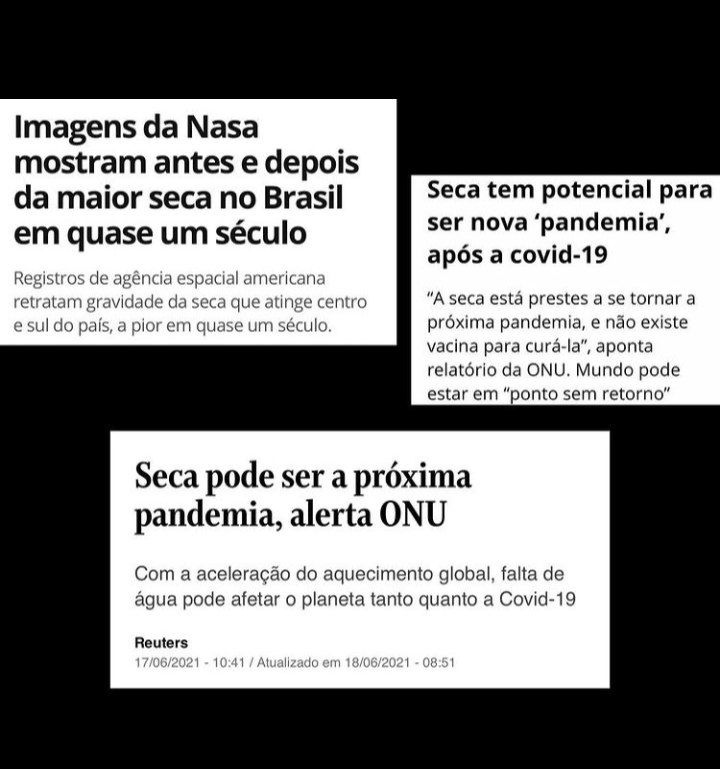 Imagens da Nasa
mostram antes e depois
da maior seca no Brasil
em quase um século
Registros de agência espacial americana
retratam gravidade da seca que atinge centro
e sul do país, a pior em quase um século.
Seca tem potencial para
ser nova ‘pandemia’,
após a covid-19
“A seca está prestes a se tornar a
próxima pandemia, e não existe
vacina para curá-la”, aponta
relatório da ONU. Mundo pode
estar em “ponto sem retorno”
Seca pode ser a próxima
pandemia, alerta ONU
Com a aceleração do aquecimento global, falta de
água pode afetar o planeta tanto quanto a Covid-19
Reuters
17/06/2021 - 10:41 / Atualizado em 18/06/2021 - 08:51